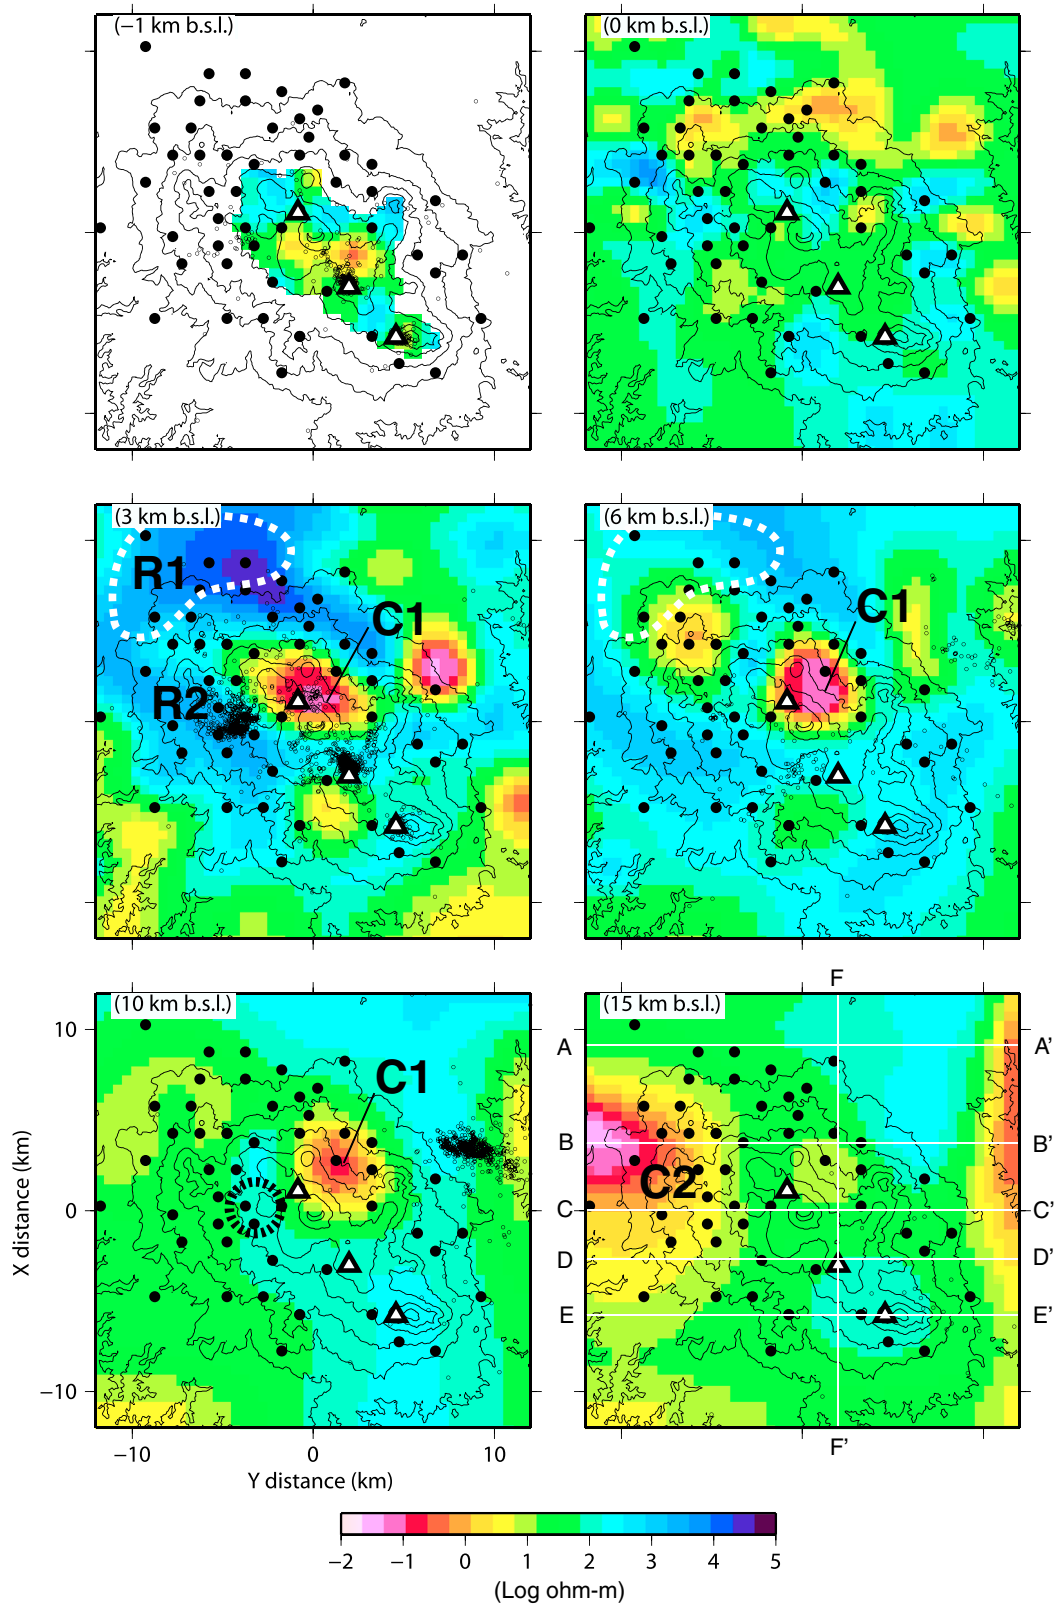 (−1 km b.s.l.)
(0 km b.s.l.)
(3 km b.s.l.)
R1
C1
R2
(6 km b.s.l.)
C1
(10 km b.s.l.)
C1
F
(15 km b.s.l.)
A
A'
B
B'
C2
C
C'
D
D'
E
E'
F'
10
0
−10
X distance (km)
−10
0
10
Y distance (km)
−2
−1
0
1
2
3
4
5
(Log ohm-m)